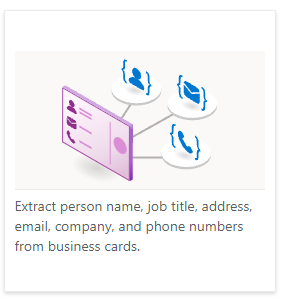 Extract person name, job title, address,
email, company, and phone numbers
from business cards.